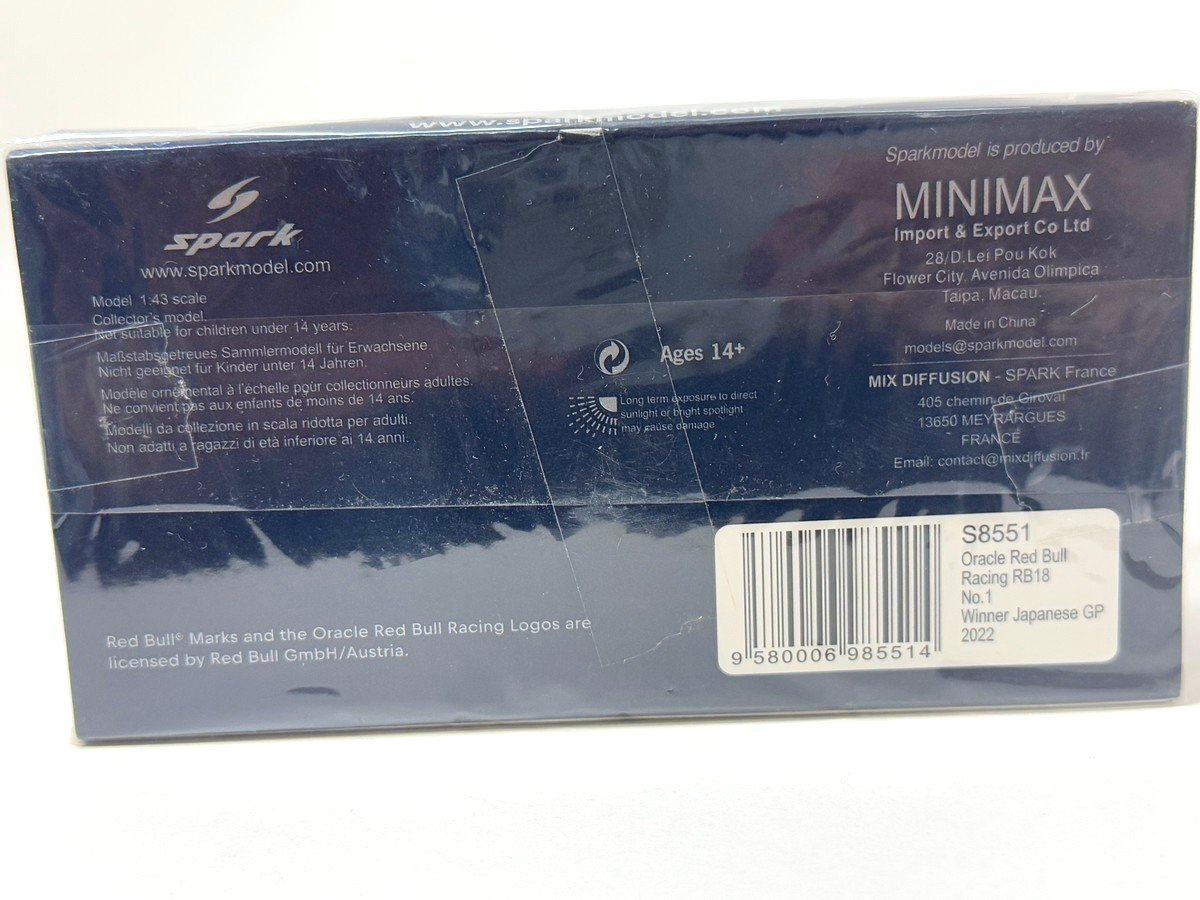 www.sparkmodel.com
spark
www.sparkmodel.com
Model 1:43 scale
Collector's model.
Not suitable for children under 14 years.
Maßstabsgetreues Sammlermodell für Erwachsene.
Nicht geeignet für Kinder unter 14 Jahren.
Modèle ornemental à l'échelle pour collectionneurs adultes.
Ne convient pas aux enfants de moins de 14 ans.
Modelli da collezione in scala ridotta per adulti.
Non adatti a ragazzi di età inferiore ai 14 anni.
Ages 14+
Long term exposure to direct
sunlight or bright spotlight
may cause damage
Sparkmodel is produced by
MINIMAX
Import & Export Co Ltd
28/D.Lei Pou Kok
Flower City, Avenida Olimpica
Taipa, Macau.
Made in China
models@sparkmodel.com
MIX DIFFUSION - SPARK France
405 chemin de Giroval
13650 MEYRARGUES
FRANCE
Email: contact@mixdiffusion.fr
Red Bull® Marks and the Oracle Red Bull Racing Logos are
licensed by Red Bull GmbH/Austria.
S8551
Oracle Red Bull
Racing RB18
No.1
Winner Japanese GP
2022
9 580006 985514